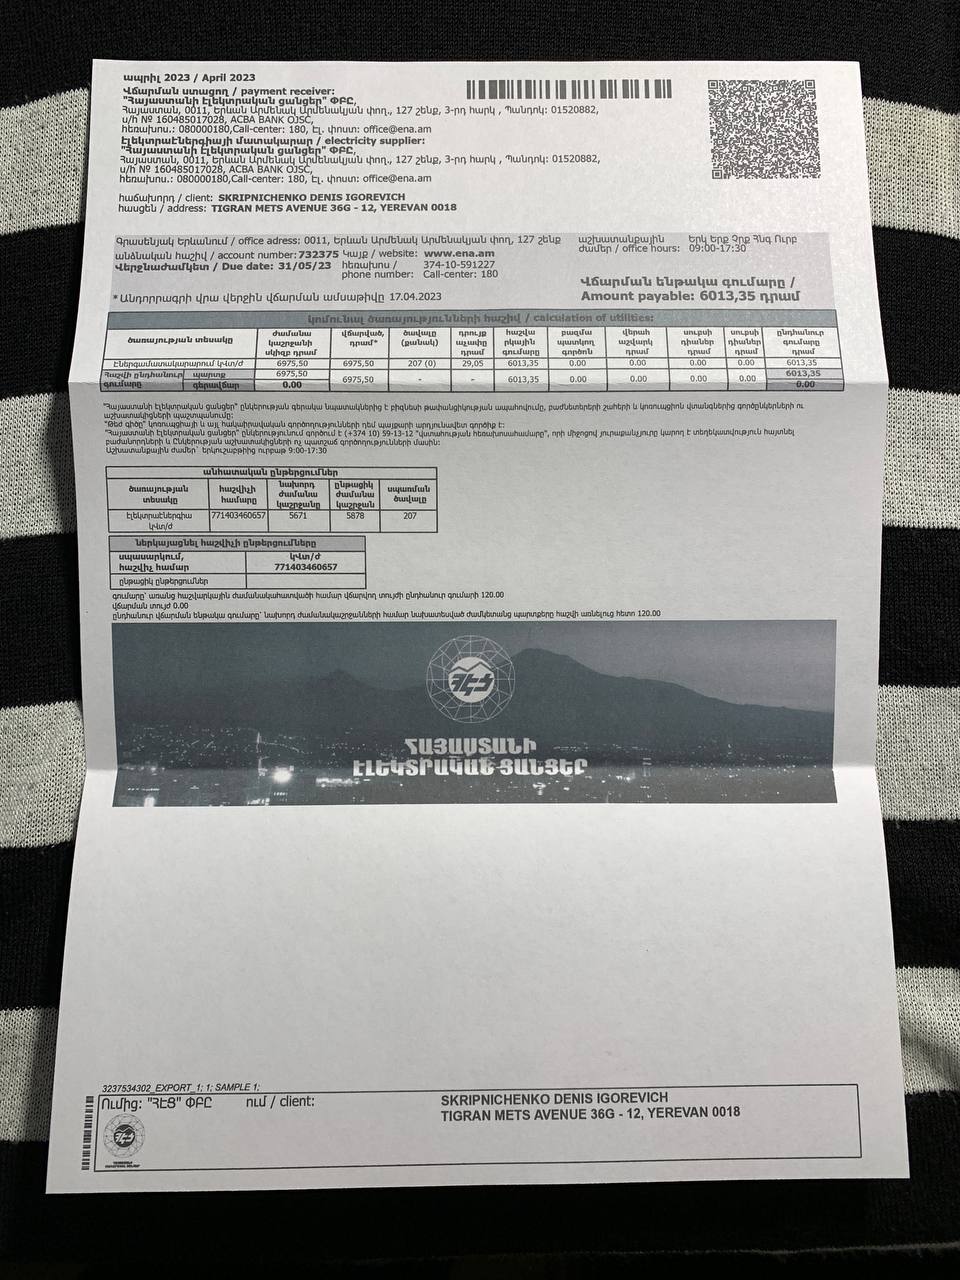 ապրիլ 2023 / April 2023
Վճարման ստացող / payment receiver:
"Հայաստանի էլեկտրական ցանցեր" ՓԲԸ,
Հայաստան, 0011, Երևան Արմենակ Արմենակյան փող., 127 շենք, 3-րդ հարկ , Պանդոկ: 01520882,
u/h № 160485017028, ACBA BANK OJSC,
հեռախոս.: 080000180,Call-center: 180, Էլ. փոստ: office@ena.am
Էլեկտրաէներգիայի մատակարար / electricity supplier:
"Հայաստանի էլեկտրական ցանցեր" ՓԲԸ,
Հայաստան, 0011, Երևան Արմենակ Արմենակյան փող., 127 շենք, 3-րդ հարկ , Պանդոկ: 01520882,
u/h № 160485017028, ACBA BANK OJSC,
հեռախոս.: 080000180,Call-center: 180, Էլ. փոստ: office@ena.am
հաճախորդ / client: SKRIPNICHENKO DENIS IGOREVICH
հասցեն / address: TIGRAN METS AVENUE 36G - 12, YEREVAN 0018
Գրասենյակ Երևանում / office adress: 0011, Երևան Արմենակ Արմենակյան փող, 127 շենք
անձնական հաշիվ / account number: 732375 Կայք / website: www.ena.am
Վերջնաժամկետ / Due date: 31/05/23 հեռախոս / phone number: 374-10-591227 Call-center: 180
աշխատանքային ժամեր / office hours: Երկ Երք Չրք Հնգ Ուրբ 09:00-17:30
Վճարման ենթակա գումարը /
Amount payable: 6013,35 դրամ
* Անդորրագրի վրա վերջին վճարման ամսաթիվը 17.04.2023
կոմունալ ծառայությունների հաշիվ / calculation of utilities:
ծառայության տեսակը ժամանա կաշրջանի սկիզբ դրամ վճարված, դրամ* ծավալը (քանակ) դրույք աչափը դրամ հաշվա րկային գումարը բազմա պատկող գործոն վերահ աշվարկ դրամ սուբսի դիաներ դրամ սուբսի դիաներ դրամ ընդհանուր գումարը դրամ
Էներգամատակարարում կՎտ/ժ 6975,50 6975,50 207 (0) 29,05 6013,35 0.00 0.00 0.00 0.00 6013,35
Հաշվի ընդհանուր գումարը պարտք 6975,50 6975,50 - - 6013,35 0.00 0.00 0.00 0.00 6013,35
գերավճար 0.00 0.00
"Հայաստանի էլեկտրական ցանցեր" ընկերության գերակա նպատակներից է բիզնեսի թափանցիկության ապահովումը, բաժնետերերի շահերի և կոռուպցիոն վտանգներից գործընկերների ու
աշխատակիցների պաշտպանումը:
"Թեժ գիծը" կոռուպցիայի և այլ հակաիրավական գործողությունների դեմ պայքարի արդյունավետ գործիք է:
"Հայաստանի էլեկտրական ցանցեր" ընկերությունում գործում է (+374 10) 59-13-12 "վստահության հեռախոսահամարը", որի միջոցով յուրաքանչյուրը կարող է տեղեկատվություն հայտնել
բաժանորդների և Ընկերության աշխատակիցների ոչ պատշաճ գործողությունների մասին:
Աշխատանքային ժամեր՝ երկուշաբթից ուրբաթ 9:00-17:30
անհատական ընթերցումներ
ծառայության տեսակը հաշվիչի համարը նախորդ ժամանա կաշրջանը ընթացիկ ժամանա կաշրջան սպառման ծավալը
Էլեկտրաէներգիա կՎտ/ժ 771403460657 5671 5878 207
ներկայացնել հաշվիչի ընթերցումները
սպասարկում, հաշվիչ համար կՎտ/ժ 771403460657
ընթացիկ ընթերցումներ
գումարը՝ առանց հաշվարկային ժամանակահատվածի համար վճարվող տույժի ընդհանուր գումարի 120.00
վճարման տույժ 0.00
ընդհանուր վճարման ենթակա գումարը՝ նախորդ ժամանակաշրջանների համար նախատեսված ժամկետանց պարտքերը հաշվի առնելուց հետո 120.00
ՀԷՑ
ՀԱՅԱՍՏԱՆԻ
ԷԼԵԿՏՐԱԿԱՆ ՑԱՆՑԵՐ
3237534302_EXPORT_1; 1; SAMPLE 1;
Ումից: "ՀԷՑ" ՓԲԸ ում / client: SKRIPNICHENKO DENIS IGOREVICH
TIGRAN METS AVENUE 36G - 12, YEREVAN 0018